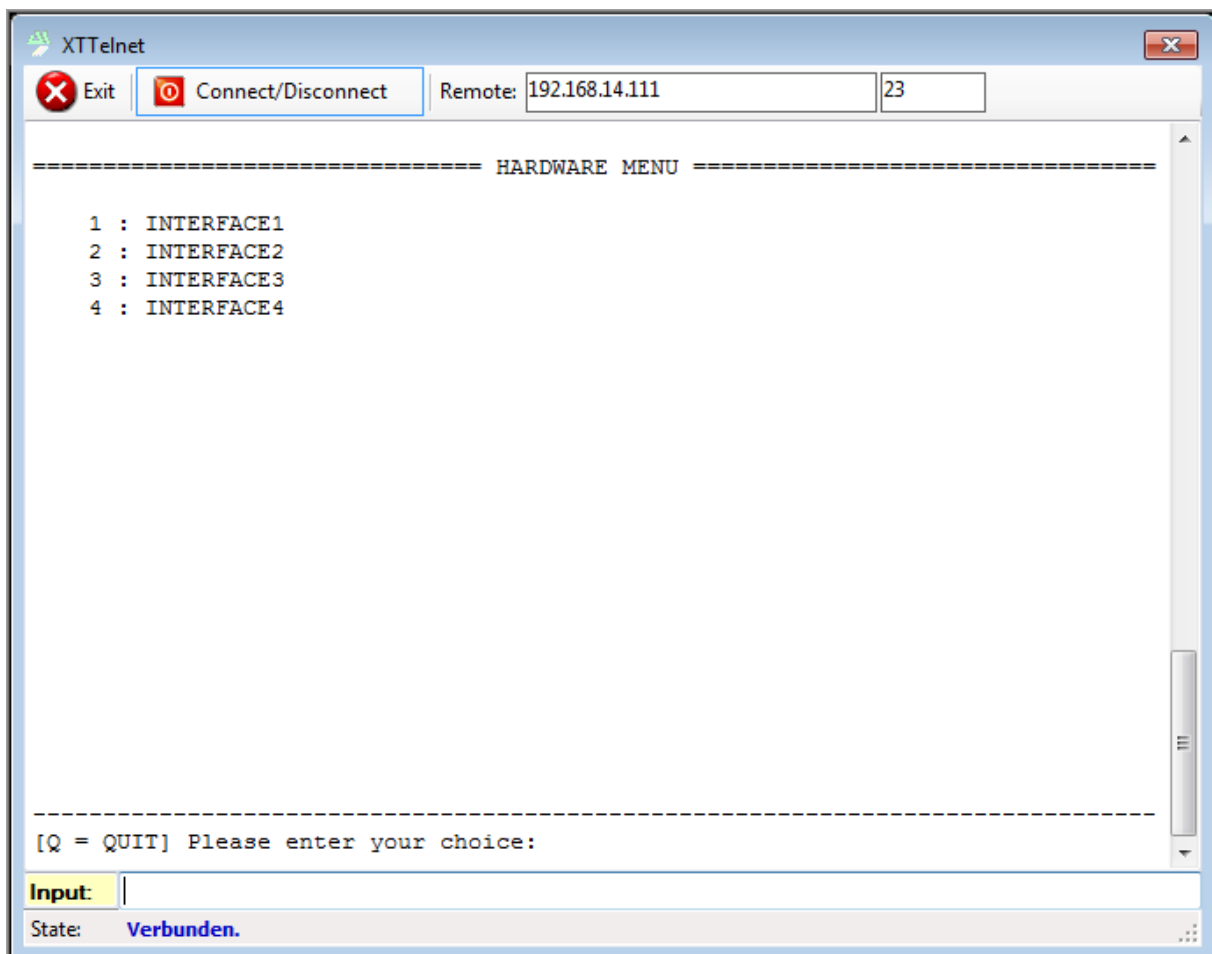 XTTelnet
Exit Connect/Disconnect Remote: 192.168.14.111 23
================================ HARDWARE MENU =================================
1 : INTERFACE1
2 : INTERFACE2
3 : INTERFACE3
4 : INTERFACE4
--------------------------------------------------------------------------------
[Q = QUIT] Please enter your choice:
Input:
State: Verbunden.